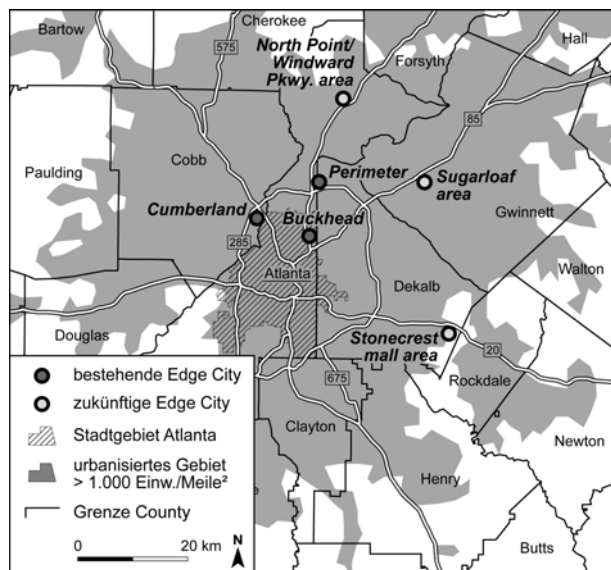 Bartow
Cherokee
Hall
575
North Point/
Windward
Pkwy. area
Forsyth
85
Cobb
Paulding
Perimeter
Sugarloaf
area
Cumberland
Buckhead
Gwinnett
285
Walton
Atlanta
Dekalb
Douglas
Stonecrest
mall area
20
675
Rockdale
Clayton
Newton
Henry
Butts
bestehende Edge City
zukünftige Edge City
Stadtgebiet Atlanta
urbanisiertes Gebiet
> 1.000 Einw./Meile²
Grenze County
0 20 km
N